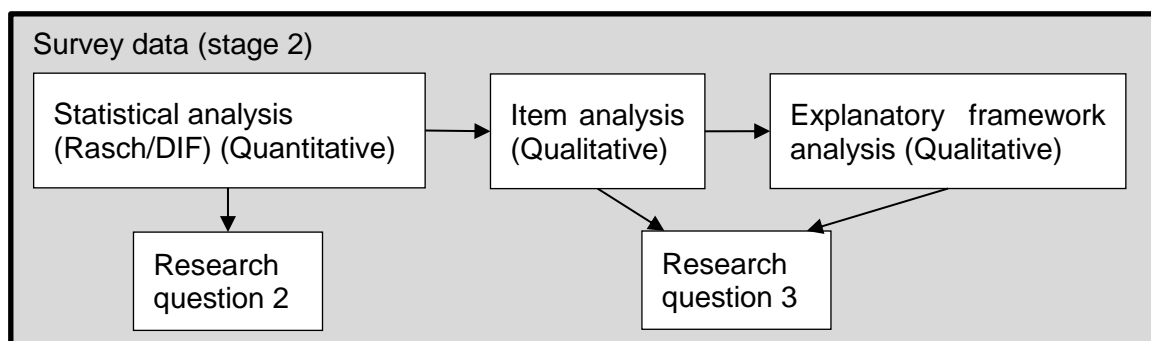 Survey data (stage 2)
Statistical analysis
(Rasch/DIF) (Quantitative)
Item analysis
(Qualitative)
Explanatory framework
analysis (Qualitative)
Research
question 2
Research
question 3